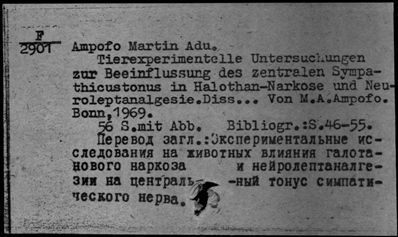 F
2901
Ampofo Martin Adu.
Tierexperimentelle Untersuchungen
zur Beeinflussung des zentralen Sympa-
thicustonus in Halothan-Narkose und Neu-
roleptanalgesie.Diss... Von M.A.Ampofo.
Bonn,1969.
56 S.mit Abb. Bibliogr.:S.46-55.
Перевод загл.:Экспериментальные ис-
следования на животных влияния галота-
нового наркоза и нейролептаналге-
зии на централь -ный тонус симпати-
ческого нерва.